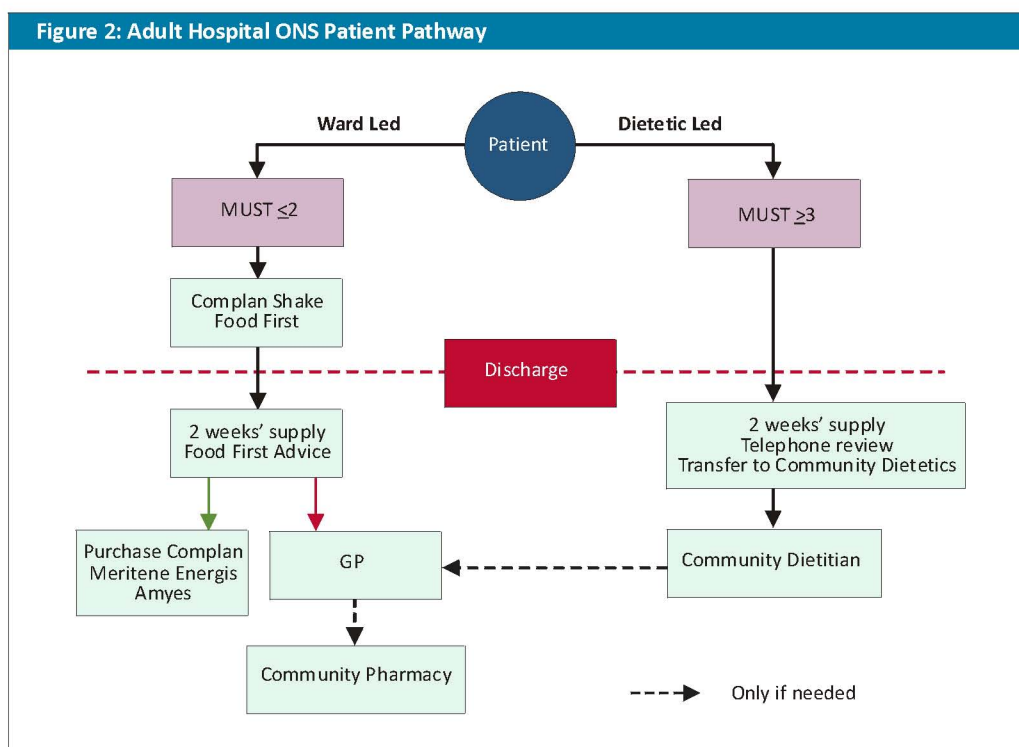 Figure 2: Adult Hospital ONS Patient Pathway
Ward Led
Patient
Dietetic Led
MUST ≤2
MUST ≥3
Complan Shake
Food First
Discharge
2 weeks’ supply
Food First Advice
2 weeks’ supply
Telephone review
Transfer to Community Dietetics
Purchase Complan
Meritene Energis
Amyes
GP
Community Dietitian
Community Pharmacy
Only if needed